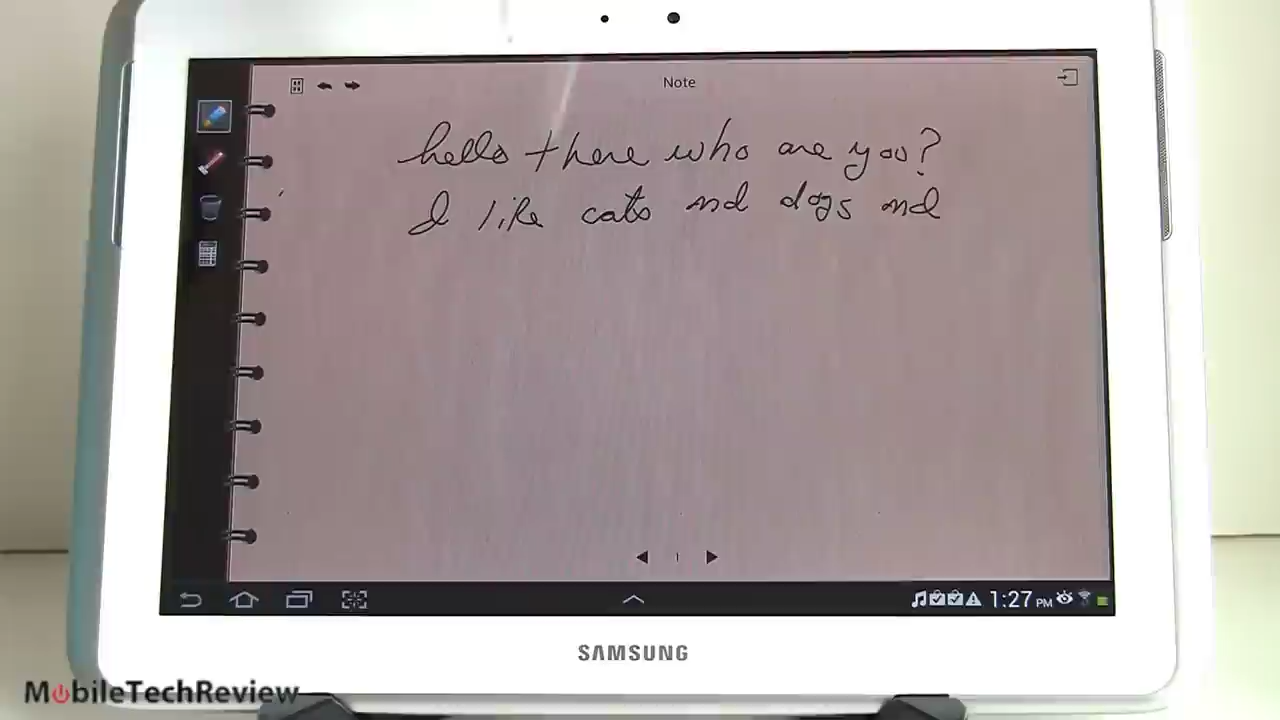 Note
hello there who are you?
I like cats and dogs and
1
1:27 PM
SAMSUNG
MobileTechReview